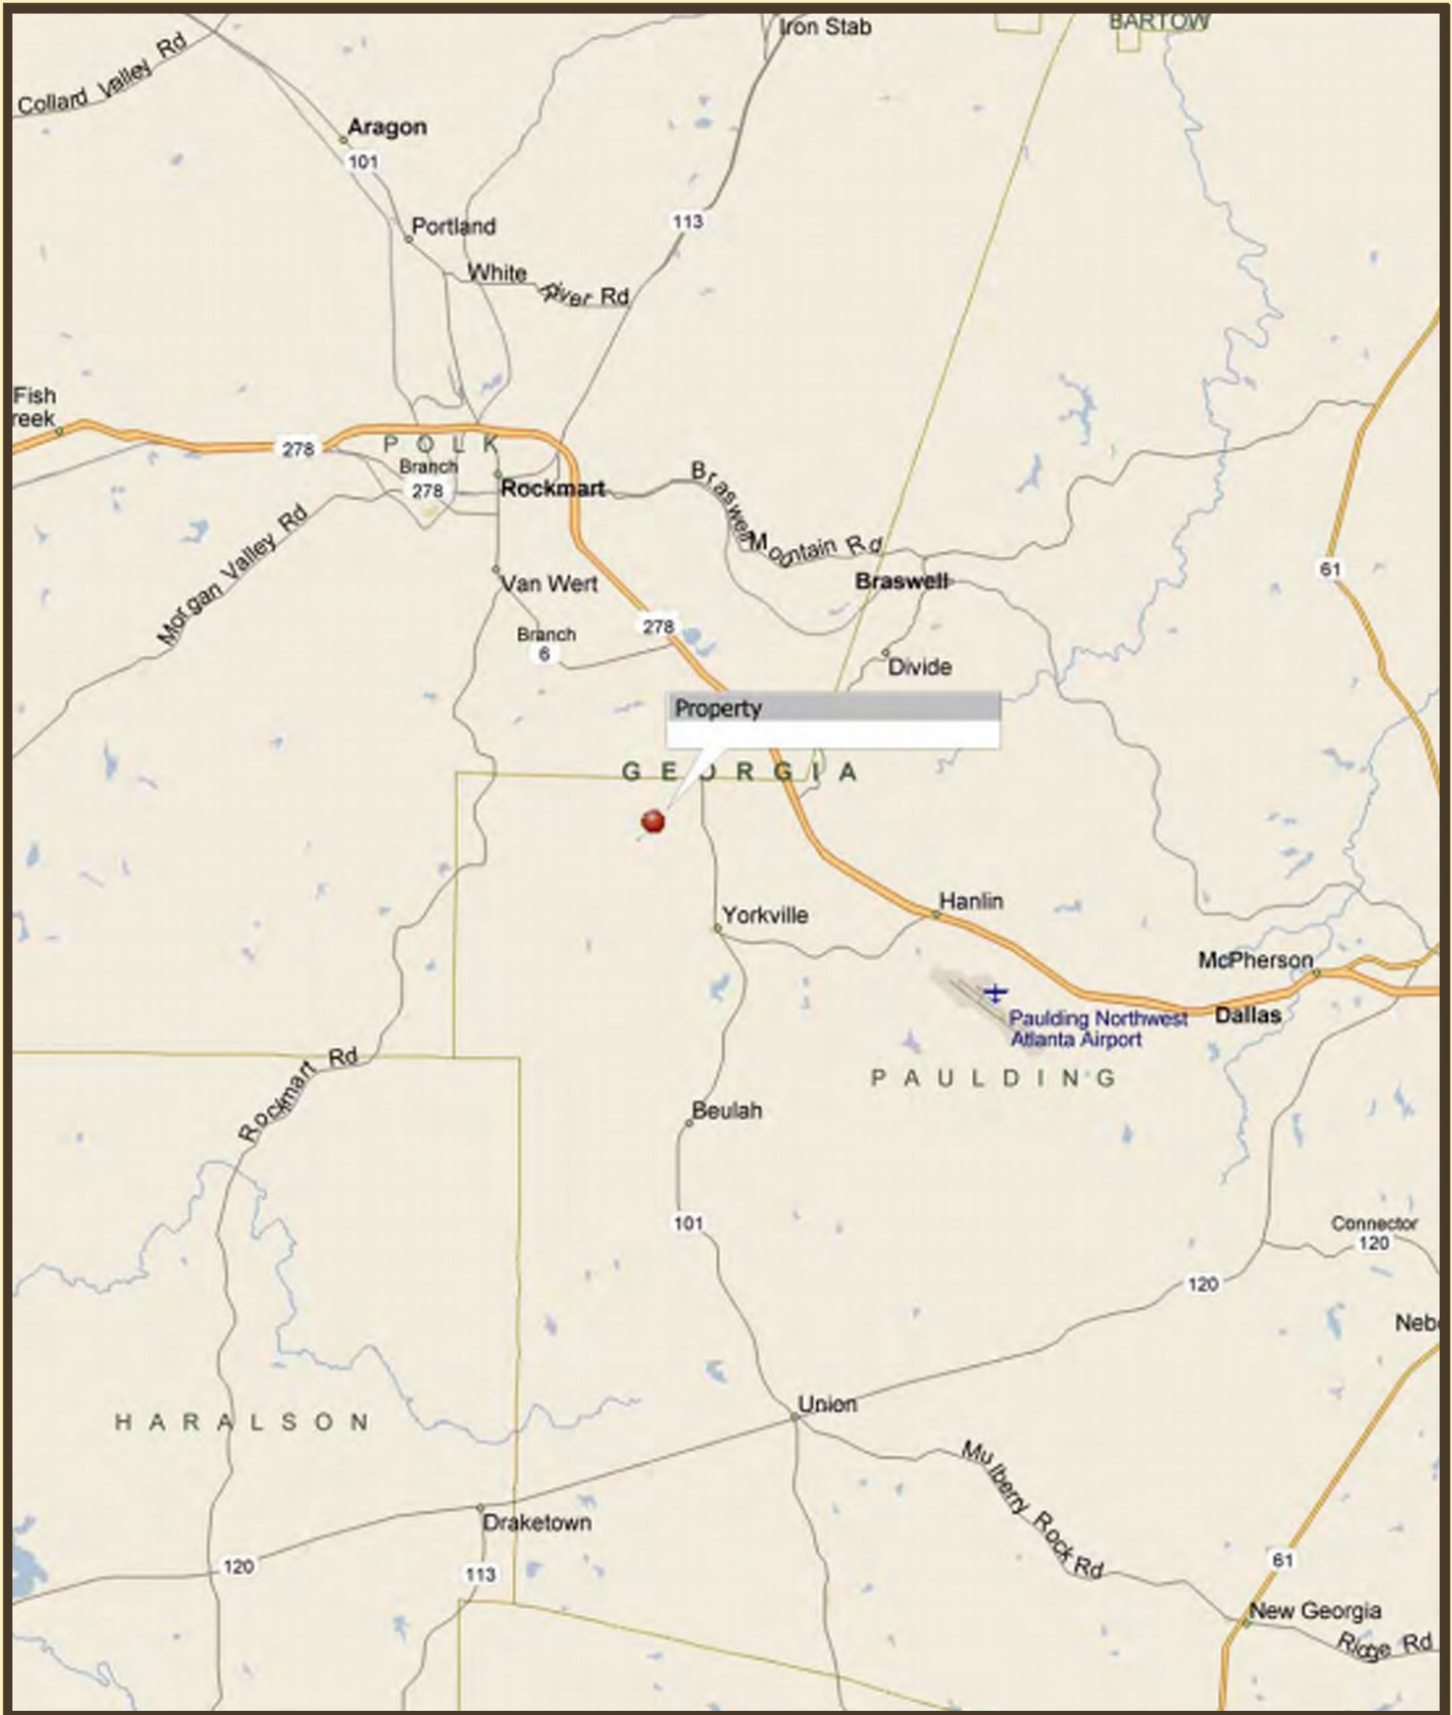 BARTOW
Iron Stab
Collard Valley Rd
Aragon
101
Portland
113
White River Rd
Fish
reek
278
POLK
Branch
278
Rockmart
Braswell Mountain Rd
Morgan Valley Rd
Braswell
61
Van Wert
278
Branch
6
Divide
Property
GEORGIA
Hanlin
Yorkville
McPherson
Paulding Northwest
Atlanta Airport
Dallas
Rockmart Rd
PAULDING
Beulah
101
Connector
120
120
Neb
Union
HARALSON
Mulberry Rock Rd
Draketown
120
113
61
New Georgia
Ridge Rd